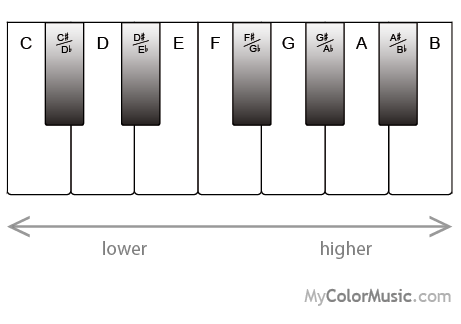 C C♯/D♭ D D♯/E♭ E F F♯/G♭ G G♯/A♭ A A♯/B♭ B
lower higher
MyColorMusic.com